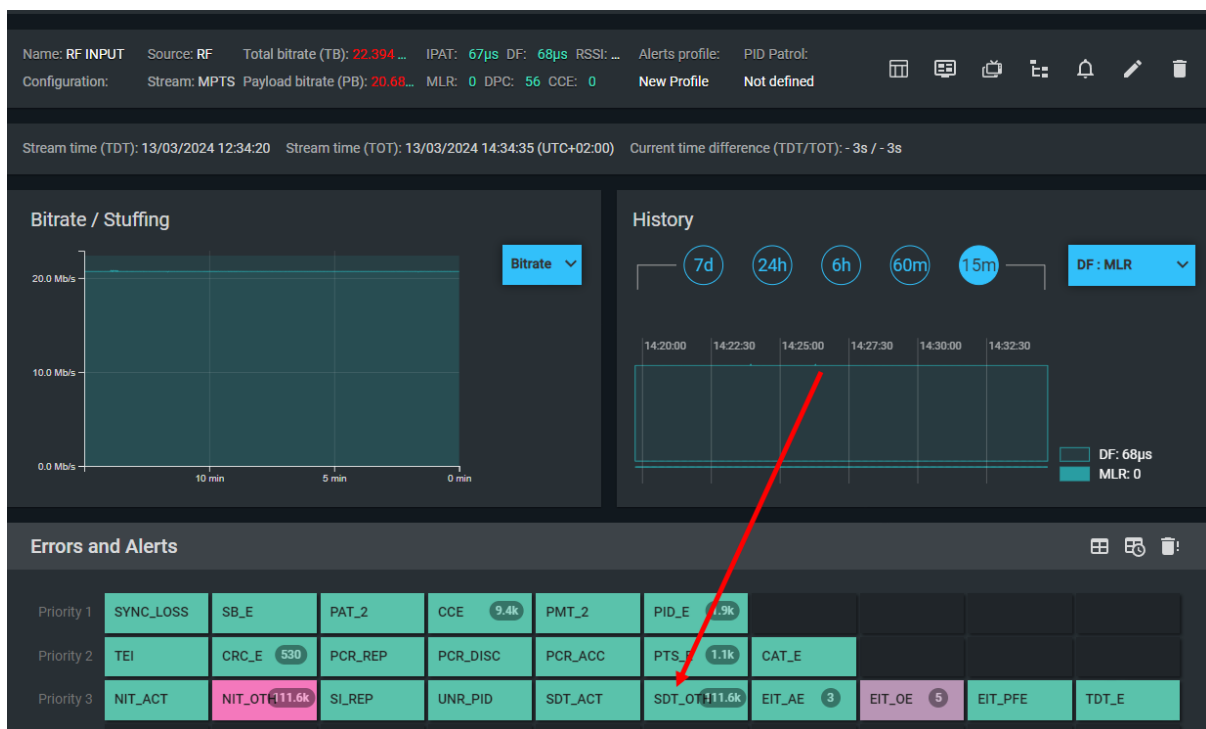 Name: RF INPUT Source: RF Total bitrate (TB): 22.394 ... IPAT: 67µs DF: 68µs RSSI: ... Alerts profile: PID Patrol:
Configuration: Stream: MPTS Payload bitrate (PB): 20.68... MLR: 0 DPC: 56 CCE: 0 New Profile Not defined
Stream time (TDT): 13/03/2024 12:34:20 Stream time (TOT): 13/03/2024 14:34:35 (UTC+02:00) Current time difference (TDT/TOT): - 3s / - 3s
Bitrate / Stuffing
Bitrate
20.0 Mb/s
10.0 Mb/s
0.0 Mb/s
10 min 5 min 0 min
History
7d 24h 6h 60m 15m DF : MLR
14:20:00 14:22:30 14:25:00 14:27:30 14:30:00 14:32:30
DF: 68µs
MLR: 0
Errors and Alerts
Priority 1 SYNC_LOSS SB_E PAT_2 CCE 9.4k PMT_2 PID_E 1.9k
Priority 2 TEI CRC_E 530 PCR_REP PCR_DISC PCR_ACC PTS_E 1.1k CAT_E
Priority 3 NIT_ACT NIT_OTH 11.6k SI_REP UNR_PID SDT_ACT SDT_OTH 11.6k EIT_AE 3 EIT_OE 5 EIT_PFE TDT_E